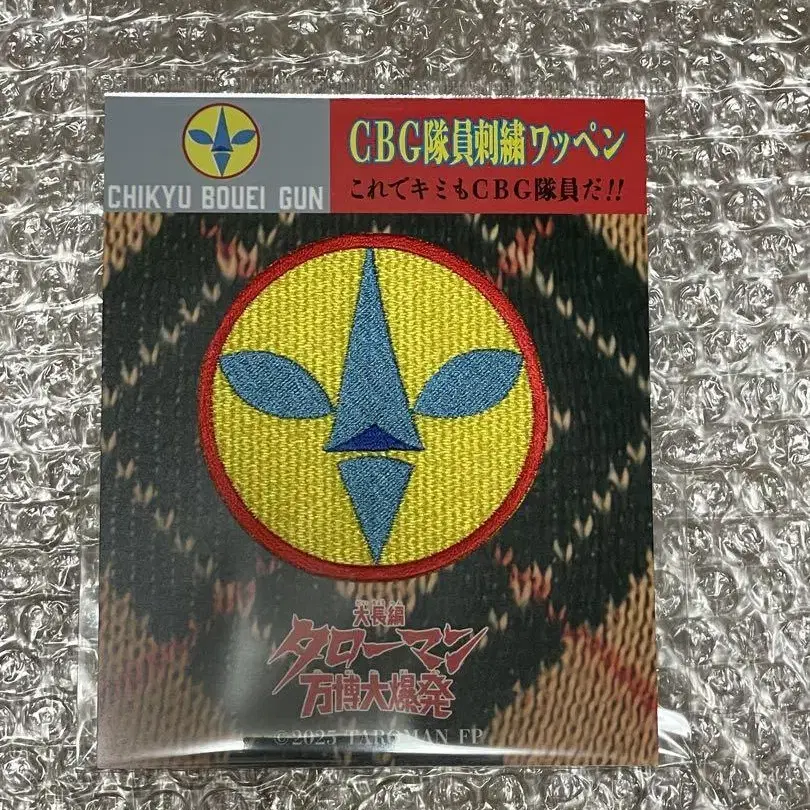 CBG隊員刺繍ワッペン
CHIKYU BOUEI GUN
これでキミもCBG隊員だ!!
大長編
タローマン
万博大爆発
©2025 TAROMAN FP